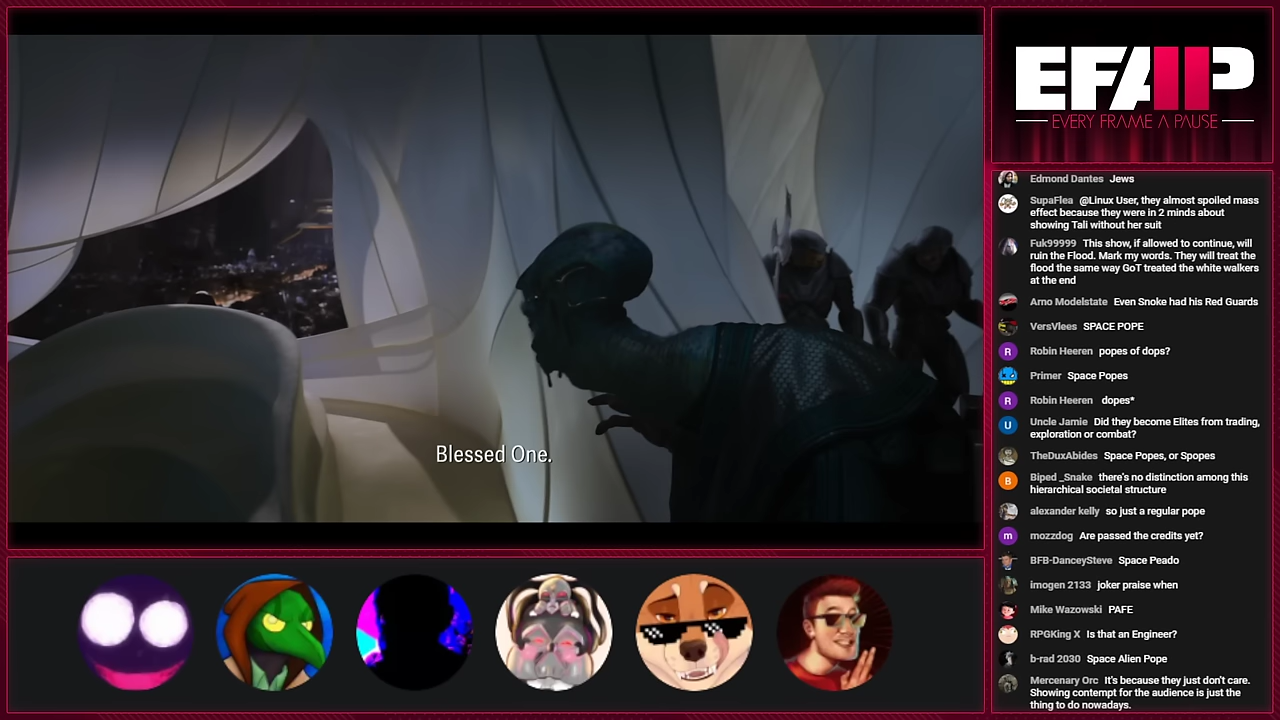 Blessed One.
EFAP
EVERY FRAME A PAUSE
Edmond Dantes Jews
SupaFlea @Linux User, they almost spoiled mass
effect because they were in 2 minds about
showing Tali without her suit
Fuk99999 This show, if allowed to continue, will
ruin the Flood. Mark my words. They will treat the
flood the same way GoT treated the white walkers
at the end
Arno Modelstate Even Snoke had his Red Guards
VersVlees SPACE POPE
R Robin Heeren popes of dops?
Primer Space Popes
R Robin Heeren dopes*
U Uncle Jamie Did they become Elites from trading,
exploration or combat?
TheDuxAbides Space Popes, or Spopes
B Biped_Snake there's no distinction among this
hierarchical societal structure
alexander kelly so just a regular pope
m mozzdog Are passed the credits yet?
BFB-DanceySteve Space Peado
imogen 2133 joker praise when
Mike Wazowski PAFE
RPGKing X Is that an Engineer?
b-rad 2030 Space Alien Pope
Mercenary Orc It's because they just don't care.
Showing contempt for the audience is just the
thing to do nowadays.